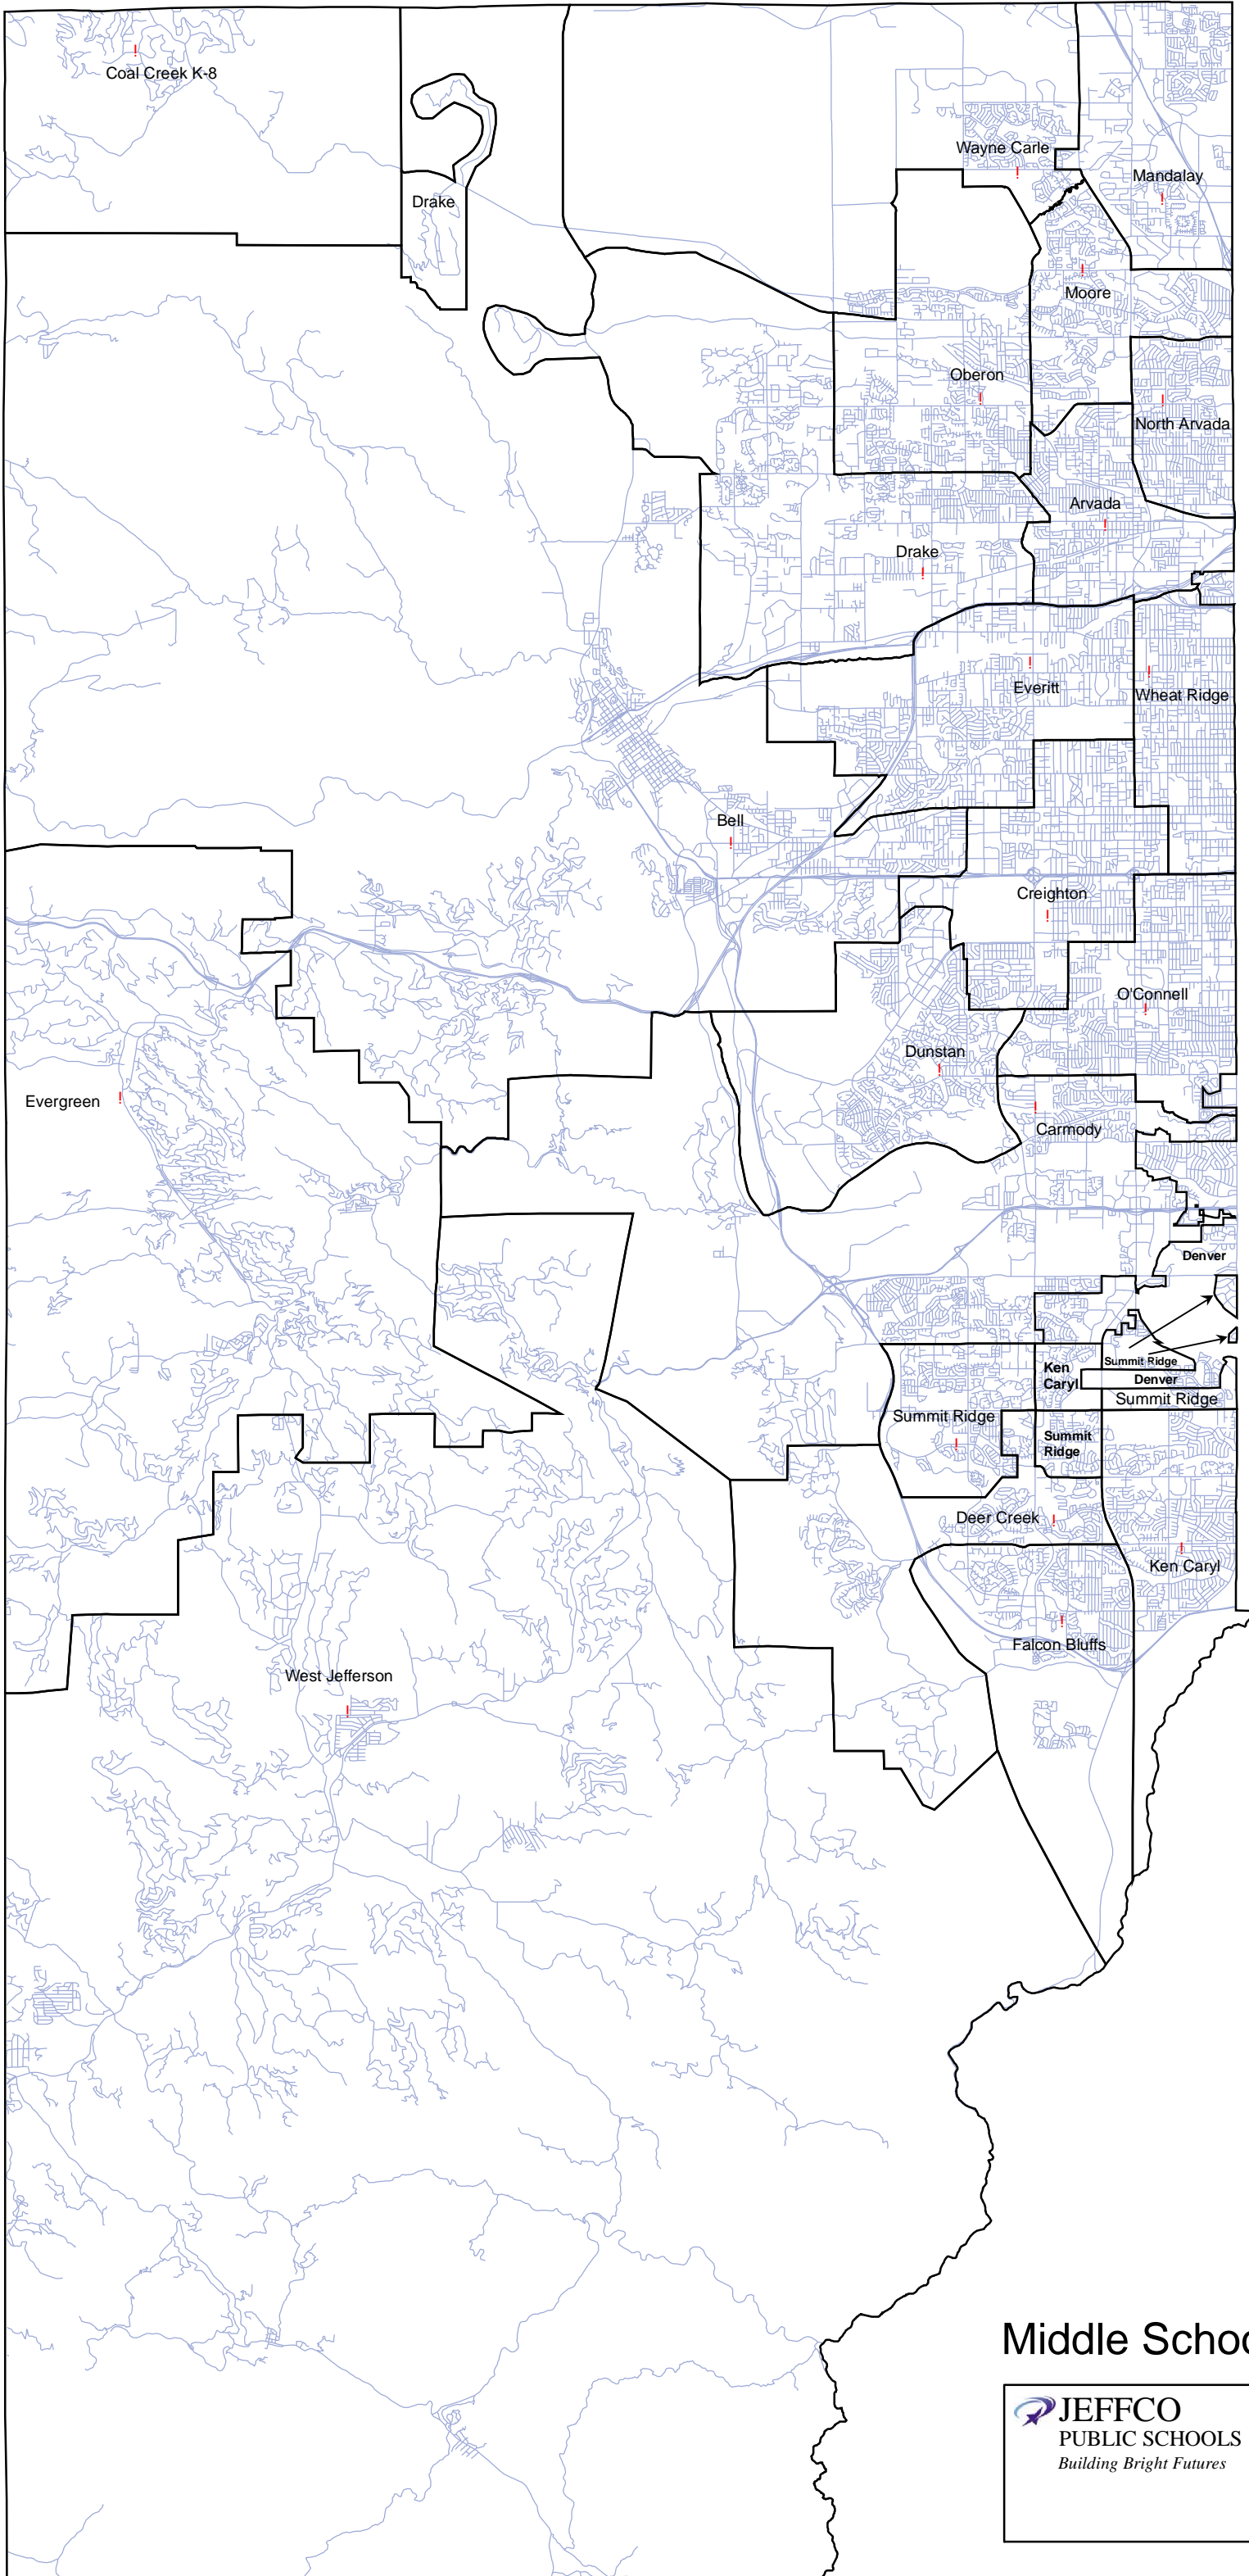 Coal Creek K-8
Wayne Carle
Mandalay
Drake
Moore
Oberon
North Arvada
Arvada
Drake
Everitt
Wheat Ridge
Bell
Creighton
O'Connell
Dunstan
Evergreen
Carmody
Denver
Summit Ridge
Ken
Caryl
Denver
Summit Ridge
Summit Ridge
Summit
Ridge
Deer Creek
Ken Caryl
Falcon Bluffs
West Jefferson
Middle Schoo
JEFFCO
PUBLIC SCHOOLS
Building Bright Futures